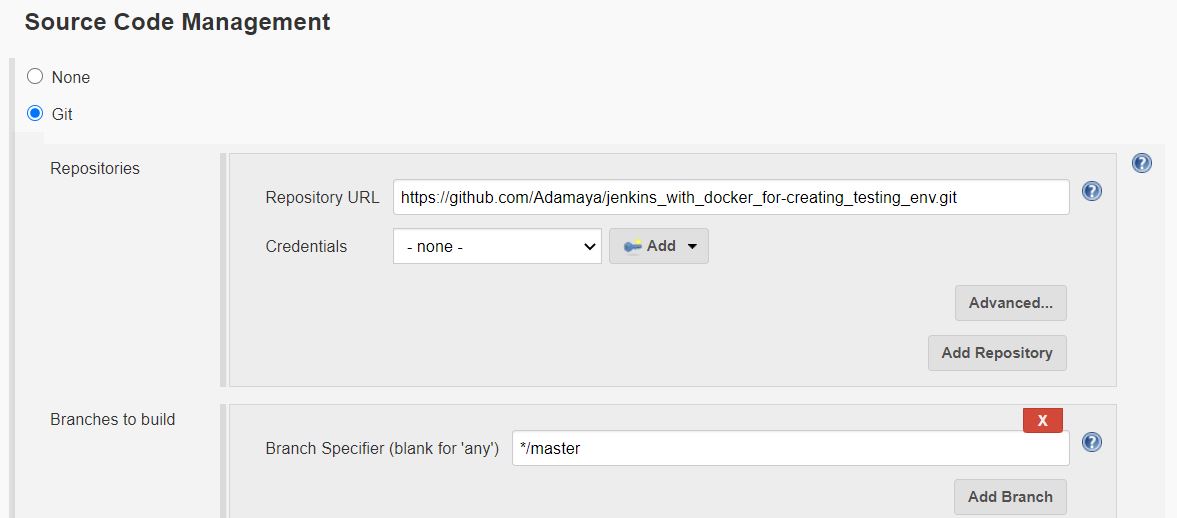 Source Code Management
None
Git
Repositories
Repository URL https://github.com/Adamaya/jenkins_with_docker_for-creating_testing_env.git
Credentials - none - Add
Advanced...
Add Repository
Branches to build
X
Branch Specifier (blank for 'any') */master
Add Branch